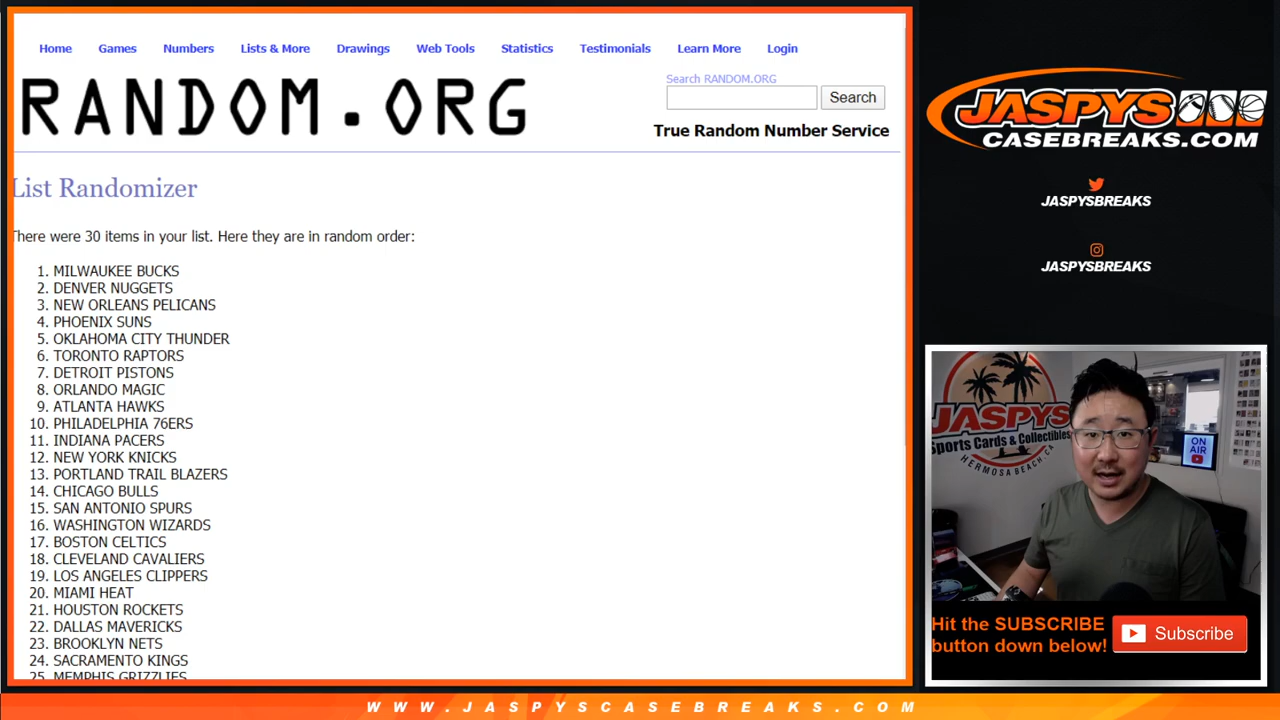 Home Games Numbers Lists & More Drawings Web Tools Statistics Testimonials Learn More Login
RANDOM.ORG
Search RANDOM.ORG
Search
True Random Number Service
List Randomizer
There were 30 items in your list. Here they are in random order:
1. MILWAUKEE BUCKS
2. DENVER NUGGETS
3. NEW ORLEANS PELICANS
4. PHOENIX SUNS
5. OKLAHOMA CITY THUNDER
6. TORONTO RAPTORS
7. DETROIT PISTONS
8. ORLANDO MAGIC
9. ATLANTA HAWKS
10. PHILADELPHIA 76ERS
11. INDIANA PACERS
12. NEW YORK KNICKS
13. PORTLAND TRAIL BLAZERS
14. CHICAGO BULLS
15. SAN ANTONIO SPURS
16. WASHINGTON WIZARDS
17. BOSTON CELTICS
18. CLEVELAND CAVALIERS
19. LOS ANGELES CLIPPERS
20. MIAMI HEAT
21. HOUSTON ROCKETS
22. DALLAS MAVERICKS
23. BROOKLYN NETS
24. SACRAMENTO KINGS
25. MEMPHIS GRIZZLIES
JASPYS
CASEBREAKS.COM
JASPYSBREAKS
JASPYSBREAKS
JASPYS
Sports Cards & Collectibles
HERMOSA BEACH, CA
ON
AIR
Hit the SUBSCRIBE
button down below!
Subscribe
WWW.JASPYSCASEBREAKS.COM